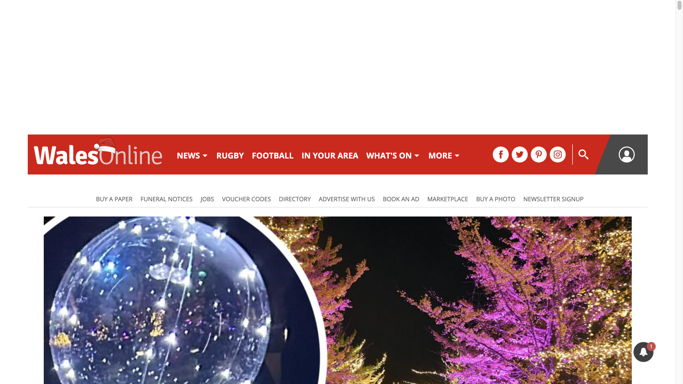 WalesOnline
NEWS RUGBY FOOTBALL IN YOUR AREA WHAT'S ON MORE
BUY A PAPER FUNERAL NOTICES JOBS VOUCHER CODES DIRECTORY ADVERTISE WITH US BOOK AN AD MARKETPLACE BUY A PHOTO NEWSLETTER SIGNUP
1